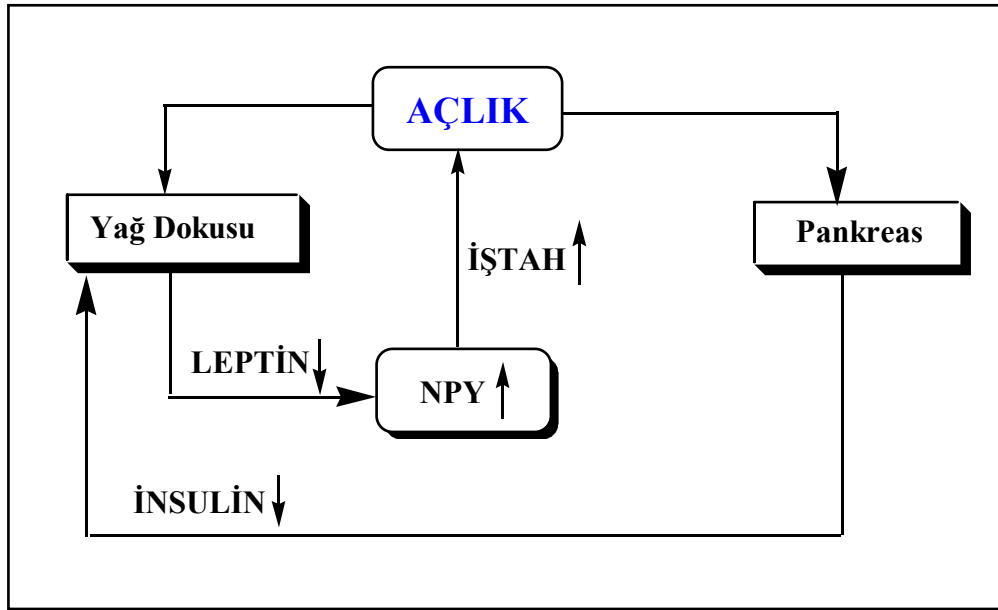 AÇLIK
Yağ Dokusu
Pankreas
İŞTAH
LEPTİN
NPY
İNSULİN